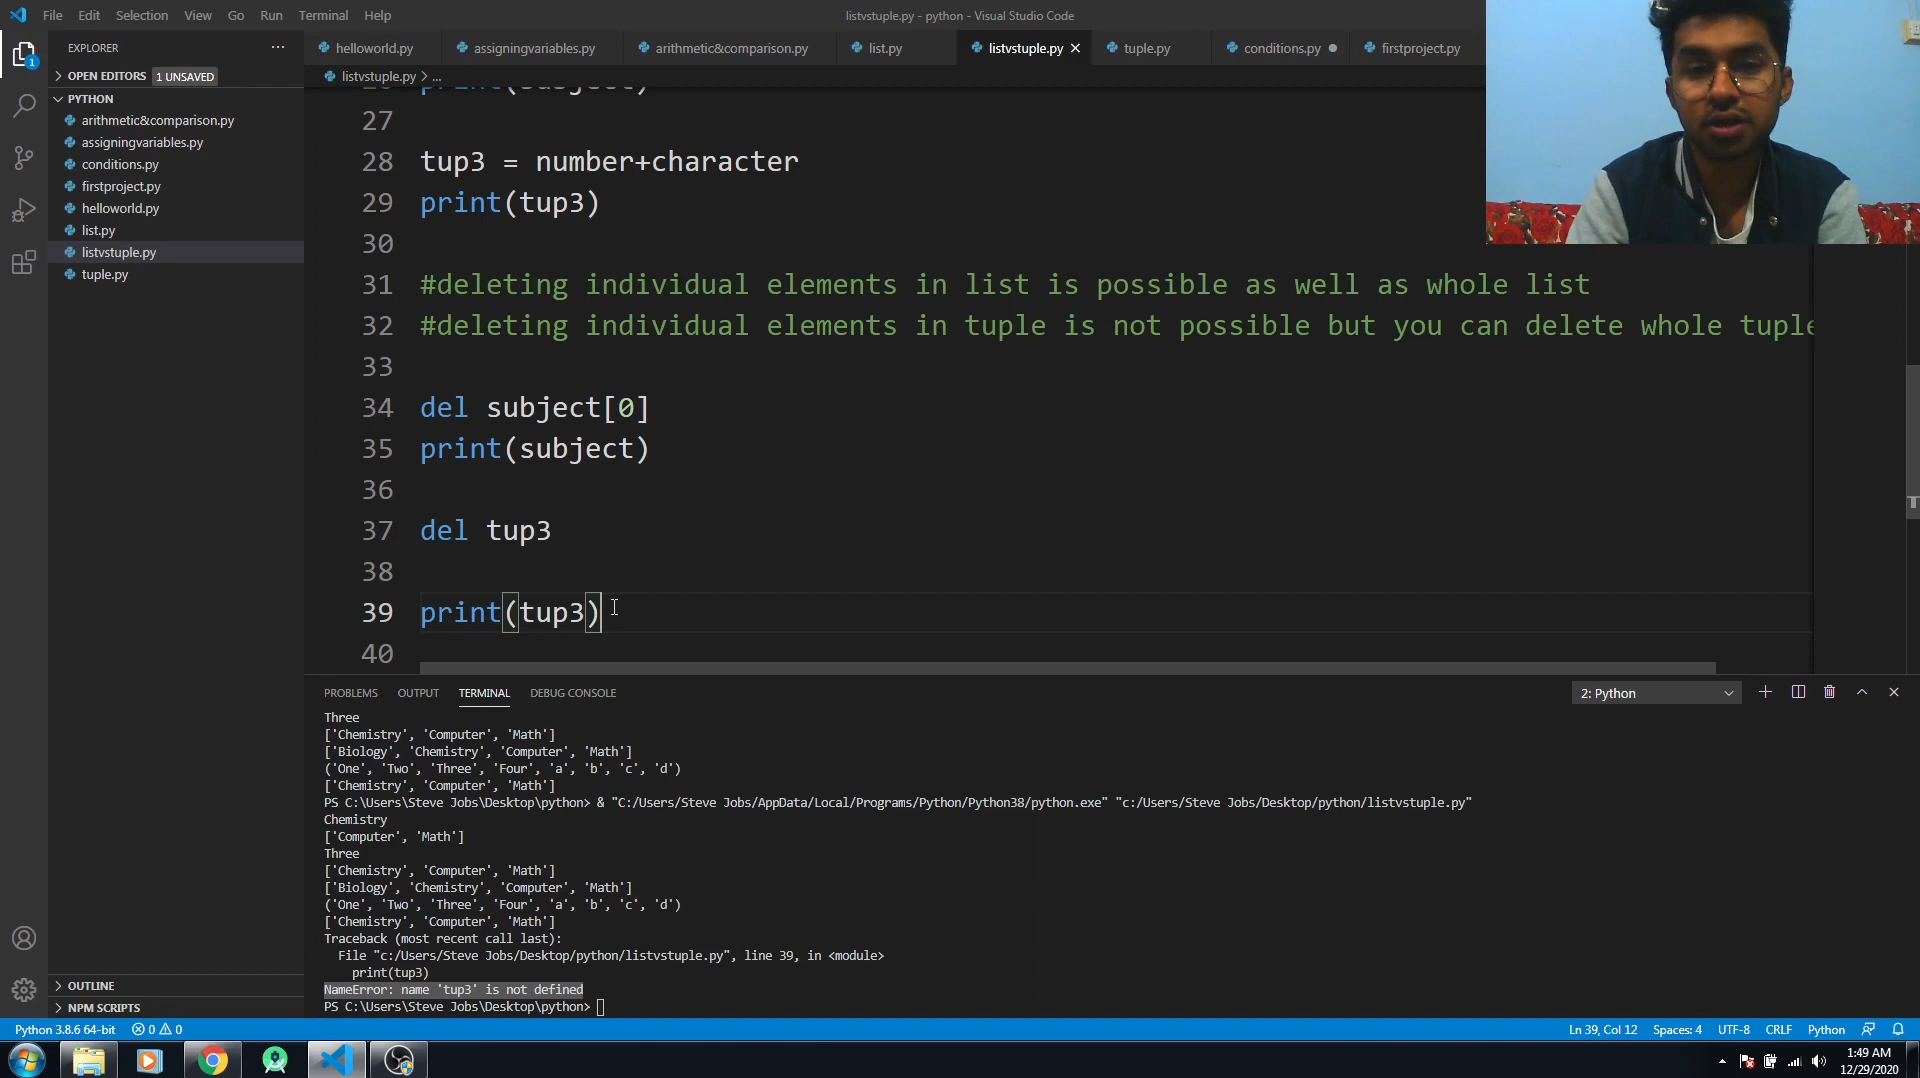 File Edit Selection View Go Run Terminal Help
listvstuple.py - python - Visual Studio Code
EXPLORER
helloworld.py assigningvariables.py arithmetic&comparison.py list.py listvstuple.py tuple.py conditions.py firstproject.py
OPEN EDITORS 1 UNSAVED
listvstuple.py > ...
1
PYTHON
arithmetic&comparison.py
assigningvariables.py
conditions.py
firstproject.py
helloworld.py
list.py
listvstuple.py
tuple.py
26 print(subject)
27
28 tup3 = number+character
29 print(tup3)
30
31 #deleting individual elements in list is possible as well as whole list
32 #deleting individual elements in tuple is not possible but you can delete whole tuple
33
34 del subject[0]
35 print(subject)
36
37 del tup3
38
39 print(tup3)
40
PROBLEMS OUTPUT TERMINAL DEBUG CONSOLE
2: Python
Three
['Chemistry', 'Computer', 'Math']
['Biology', 'Chemistry', 'Computer', 'Math']
('One', 'Two', 'Three', 'Four', 'a', 'b', 'c', 'd')
['Chemistry', 'Computer', 'Math']
PS C:\Users\Steve Jobs\Desktop\python> & "C:/Users/Steve Jobs/AppData/Local/Programs/Python/Python38/python.exe" "c:/Users/Steve Jobs/Desktop/python/listvstuple.py"
Chemistry
['Computer', 'Math']
Three
['Chemistry', 'Computer', 'Math']
['Biology', 'Chemistry', 'Computer', 'Math']
('One', 'Two', 'Three', 'Four', 'a', 'b', 'c', 'd')
['Chemistry', 'Computer', 'Math']
Traceback (most recent call last):
File "c:/Users/Steve Jobs/Desktop/python/listvstuple.py", line 39, in <module>
print(tup3)
NameError: name 'tup3' is not defined
PS C:\Users\Steve Jobs\Desktop\python>
OUTLINE
NPM SCRIPTS
Python 3.8.6 64-bit 0 0
Ln 39, Col 12 Spaces: 4 UTF-8 CRLF Python
1:49 AM
12/29/2020